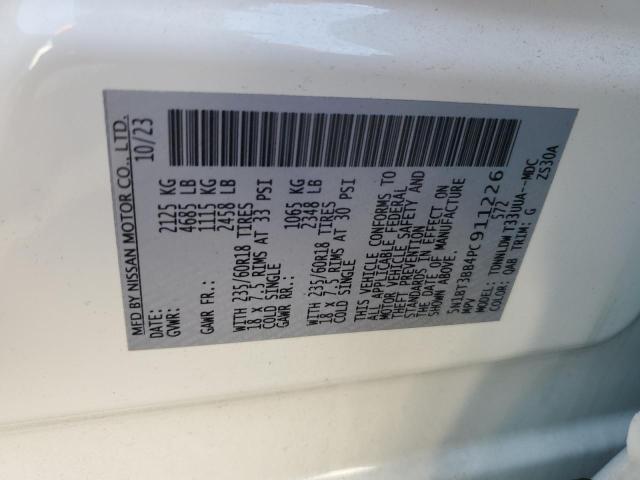 MFD BY NISSAN MOTOR CO., LTD.
DATE: 10/23
GVWR: 2125 KG
4685 LB
GAWR FR.: 1115 KG
2458 LB
WITH 235/60R18 TIRES
18 x 7.5 RIMS AT 33 PSI
COLD SINGLE
GAWR RR.: 1065 KG
2348 LB
WITH 235/60R18 TIRES
18 x 7.5 RIMS AT 30 PSI
COLD SINGLE
THIS VEHICLE CONFORMS TO
ALL APPLICABLE FEDERAL
MOTOR VEHICLE SAFETY AND
THEFT PREVENTION
STANDARDS IN EFFECT ON
THE DATE OF MANUFACTURE
SHOWN ABOVE.
5N1BT3BB4PC911226
MPV 572
MODEL: TDNNLDWT33UUA--MDC
COLOR: QAB TRIM: G ZS30A